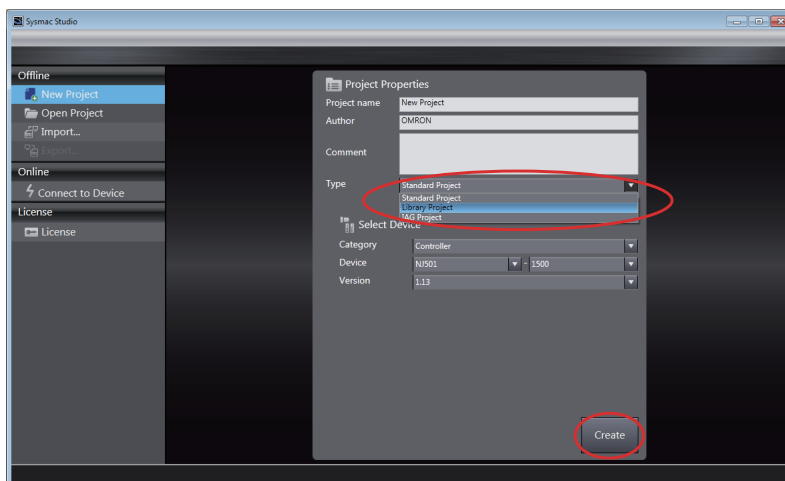 Sysmac Studio
Offline
New Project
Open Project
Import...
Export...
Online
Connect to Device
License
License
Project Properties
Project name New Project
Author OMRON
Comment
Type Standard Project
Standard Project
Library Project
IAG Project
Select Device
Category Controller
Device NJ501 - 1500
Version 1.13
Create